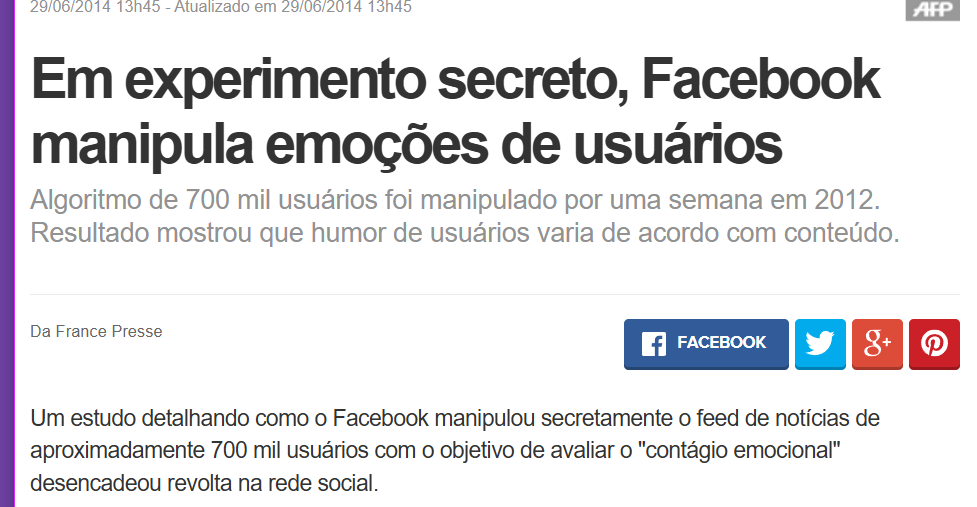 29/06/2014 13h45 - Atualizado em 29/06/2014 13h45
AFP
Em experimento secreto, Facebook
manipula emoções de usuários
Algoritmo de 700 mil usuários foi manipulado por uma semana em 2012.
Resultado mostrou que humor de usuários varia de acordo com conteúdo.
Da France Presse
FACEBOOK
g+
Um estudo detalhando como o Facebook manipulou secretamente o feed de notícias de
aproximadamente 700 mil usuários com o objetivo de avaliar o "contágio emocional"
desencadeou revolta na rede social.